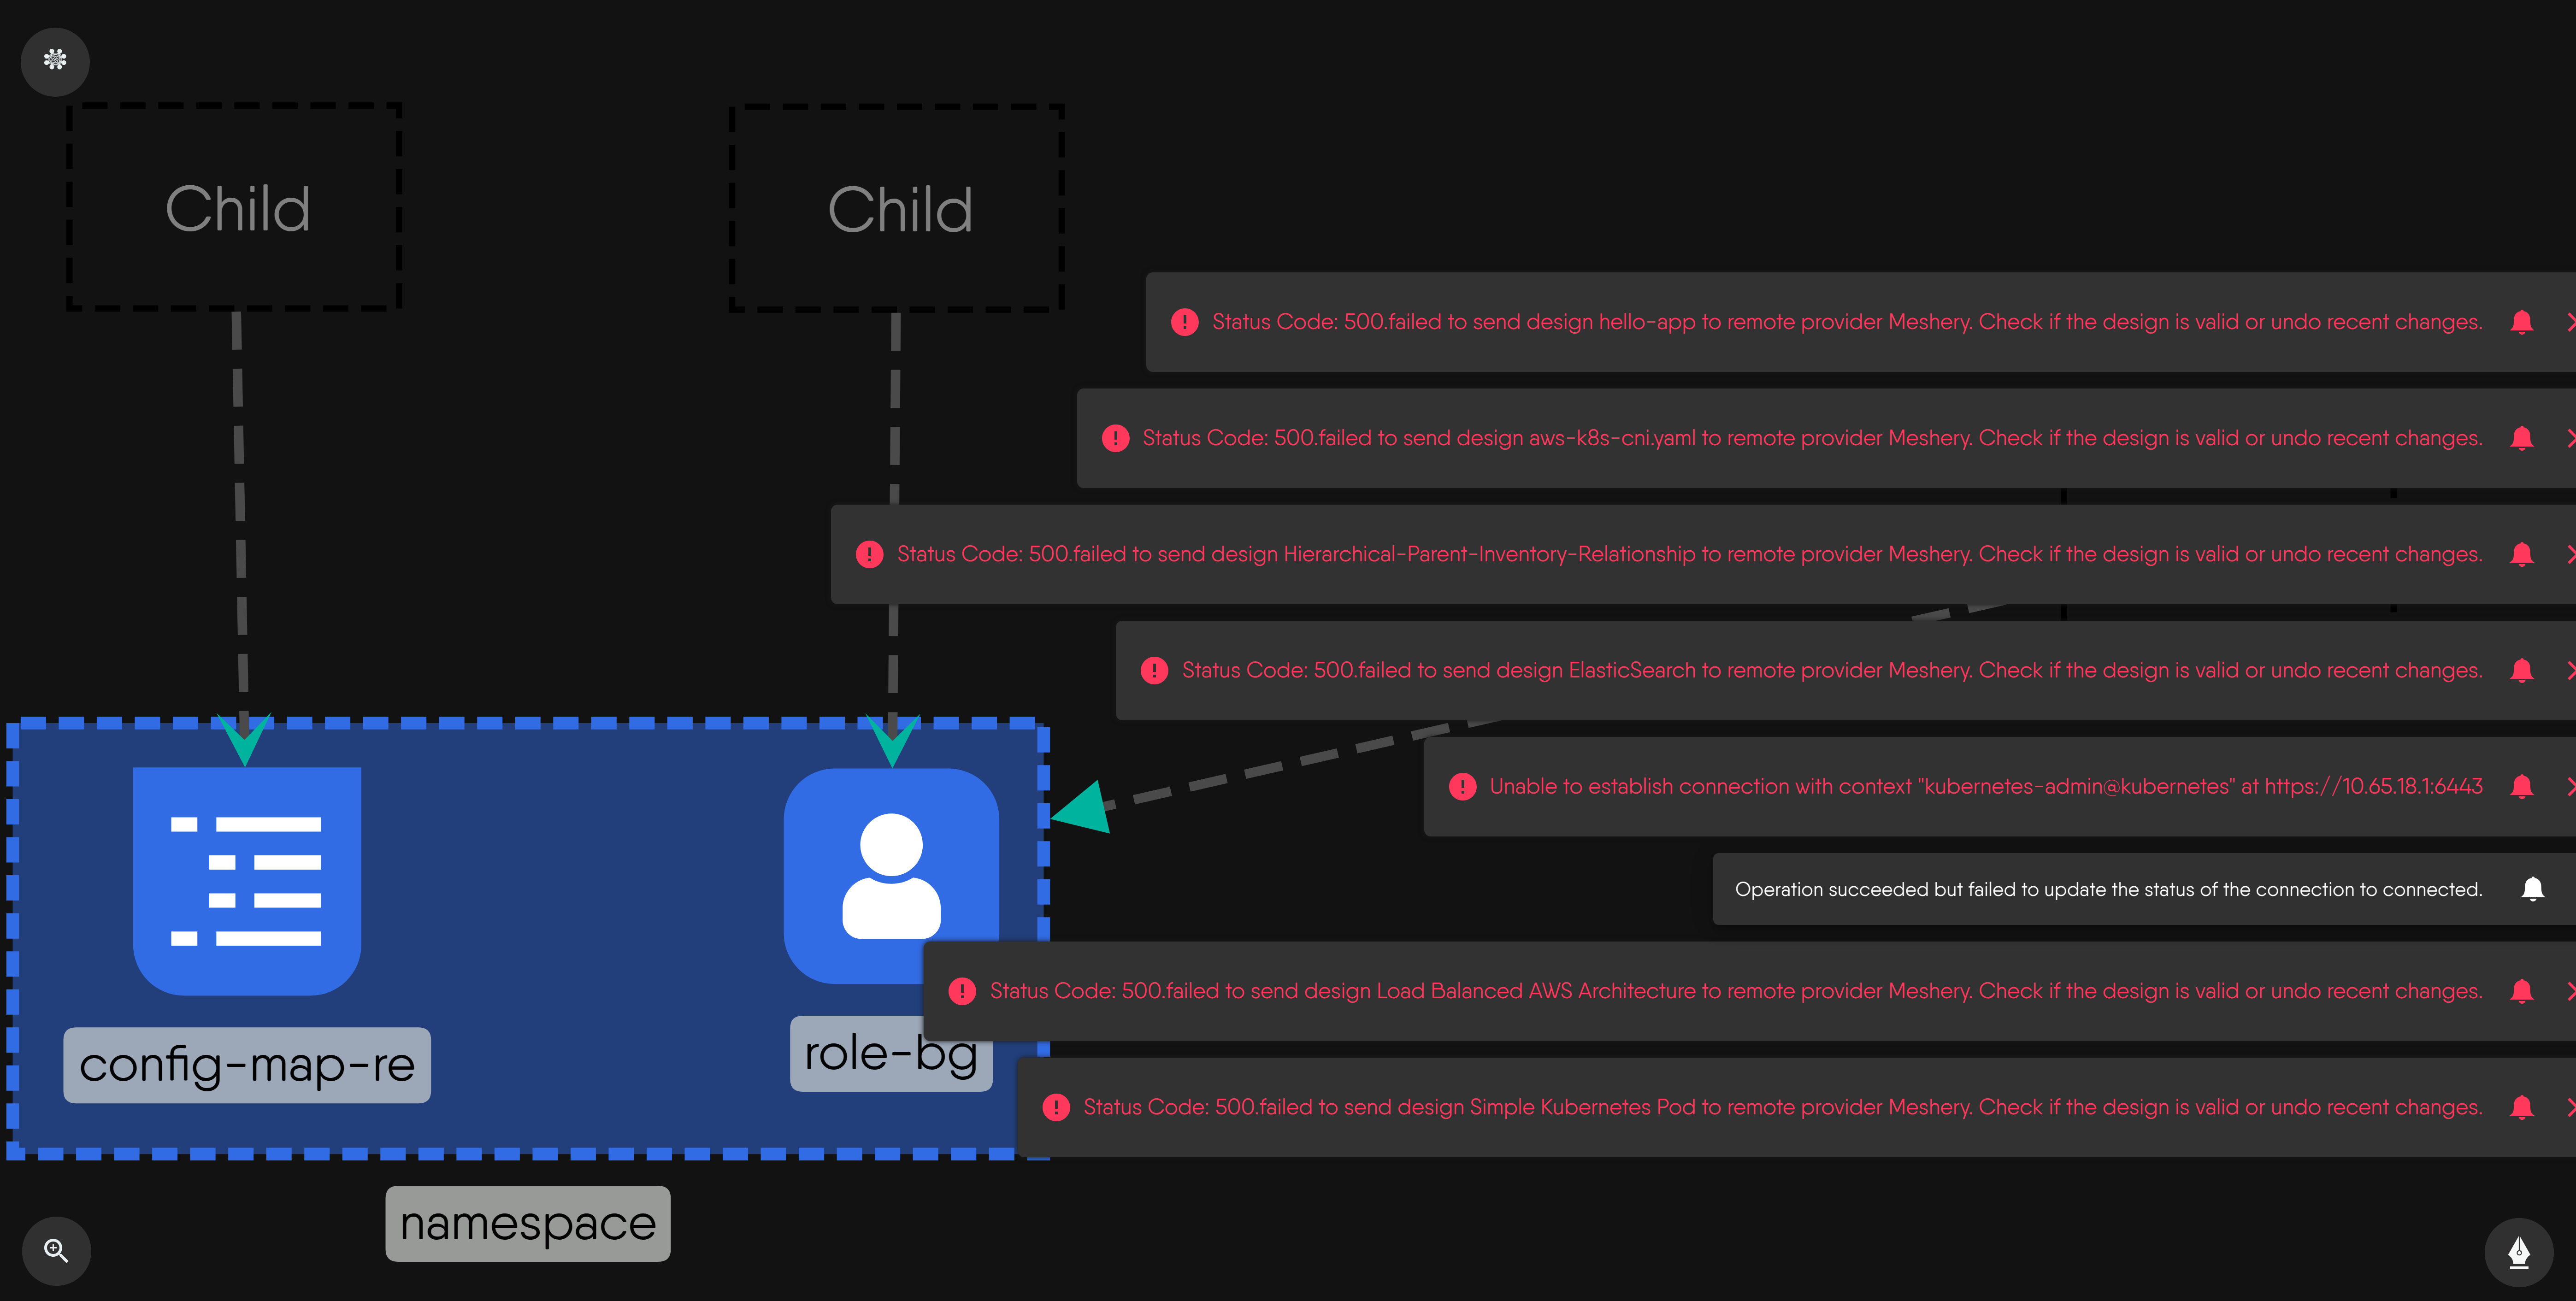 Child
Child
Status Code: 500.failed to send design hello-app to remote provider Meshery. Check if the design is valid or undo recent changes.
Status Code: 500.failed to send design aws-k8s-cni.yaml to remote provider Meshery. Check if the design is valid or undo recent changes.
Status Code: 500.failed to send design Hierarchical-Parent-Inventory-Relationship to remote provider Meshery. Check if the design is valid or undo recent changes.
Status Code: 500.failed to send design ElasticSearch to remote provider Meshery. Check if the design is valid or undo recent changes.
Unable to establish connection with context "kubernetes-admin@kubernetes" at https://10.65.18.1:6443
Operation succeeded but failed to update the status of the connection to connected.
Status Code: 500.failed to send design Load Balanced AWS Architecture to remote provider Meshery. Check if the design is valid or undo recent changes.
Status Code: 500.failed to send design Simple Kubernetes Pod to remote provider Meshery. Check if the design is valid or undo recent changes.
config-map-re
role-bg
namespace